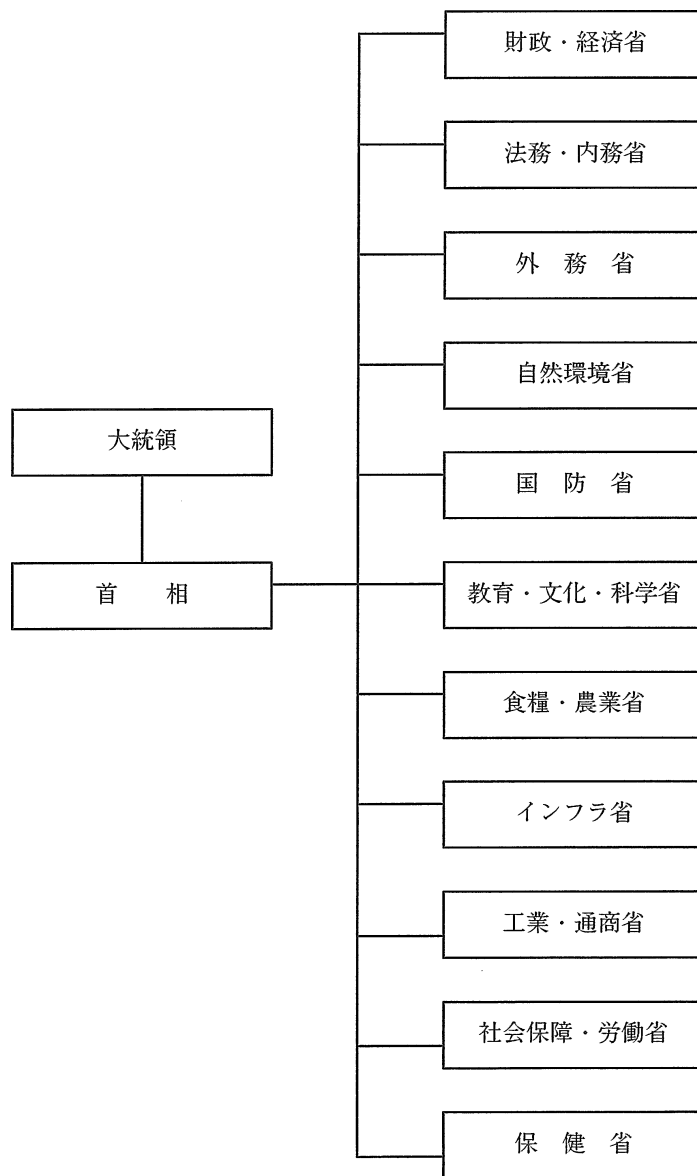 大統領
首　相
財政・経済省
法務・内務省
外　務　省
自然環境省
国　防　省
教育・文化・科学省
食糧・農業省
インフラ省
工業・通商省
社会保障・労働省
保　健　省